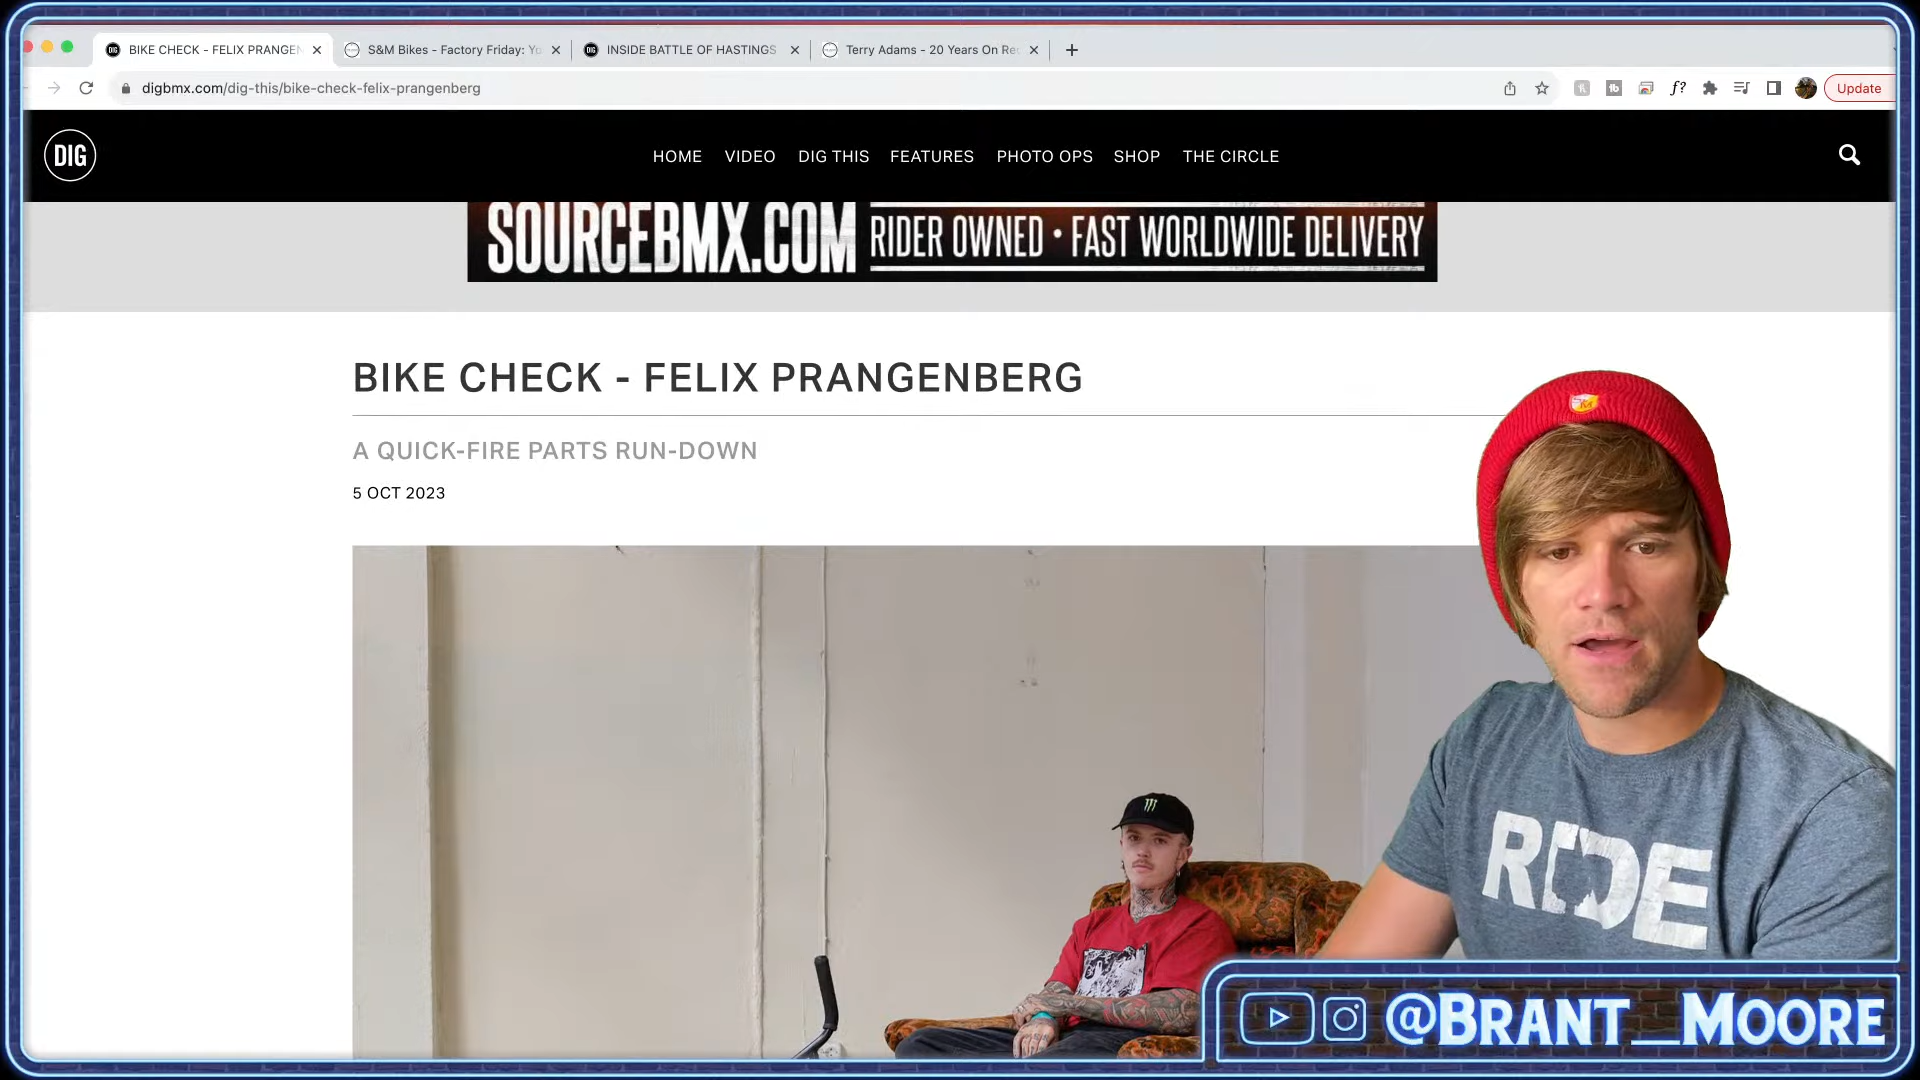 BIKE CHECK - FELIX PRANGEN
S&M Bikes - Factory Friday: Yo
INSIDE BATTLE OF HASTINGS
Terry Adams - 20 Years On Re
digbmx.com/dig-this/bike-check-felix-prangenberg
f?
Update
DIG
HOME VIDEO DIG THIS FEATURES PHOTO OPS SHOP THE CIRCLE
SOURCEBMX.COM RIDER OWNED • FAST WORLDWIDE DELIVERY
BIKE CHECK - FELIX PRANGENBERG
A QUICK-FIRE PARTS RUN-DOWN
5 OCT 2023
RIDE
@BRANT_MOORE